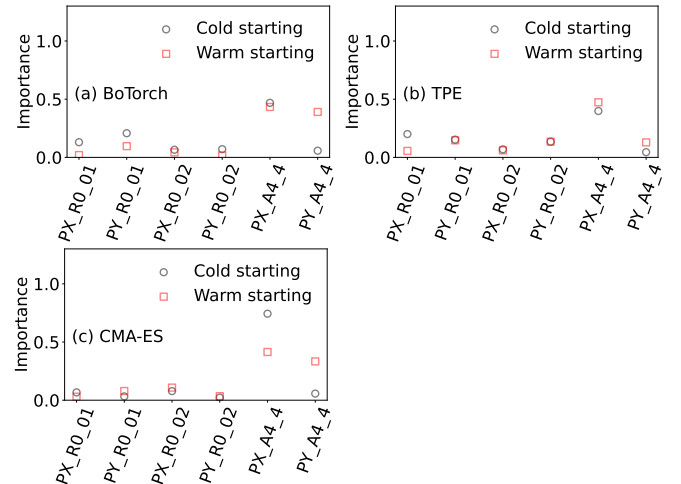 Importance
1.0
0.5
0.0
Cold starting
Warm starting
(a) BoTorch
PX_R0_01
PY_R0_01
PX_R0_02
PY_R0_02
PX_A4_4
PY_A4_4
Importance
1.0
0.5
0.0
Cold starting
Warm starting
(b) TPE
PX_R0_01
PY_R0_01
PX_R0_02
PY_R0_02
PX_A4_4
PY_A4_4
Importance
1.0
0.5
0.0
Cold starting
Warm starting
(c) CMA-ES
PX_R0_01
PY_R0_01
PX_R0_02
PY_R0_02
PX_A4_4
PY_A4_4